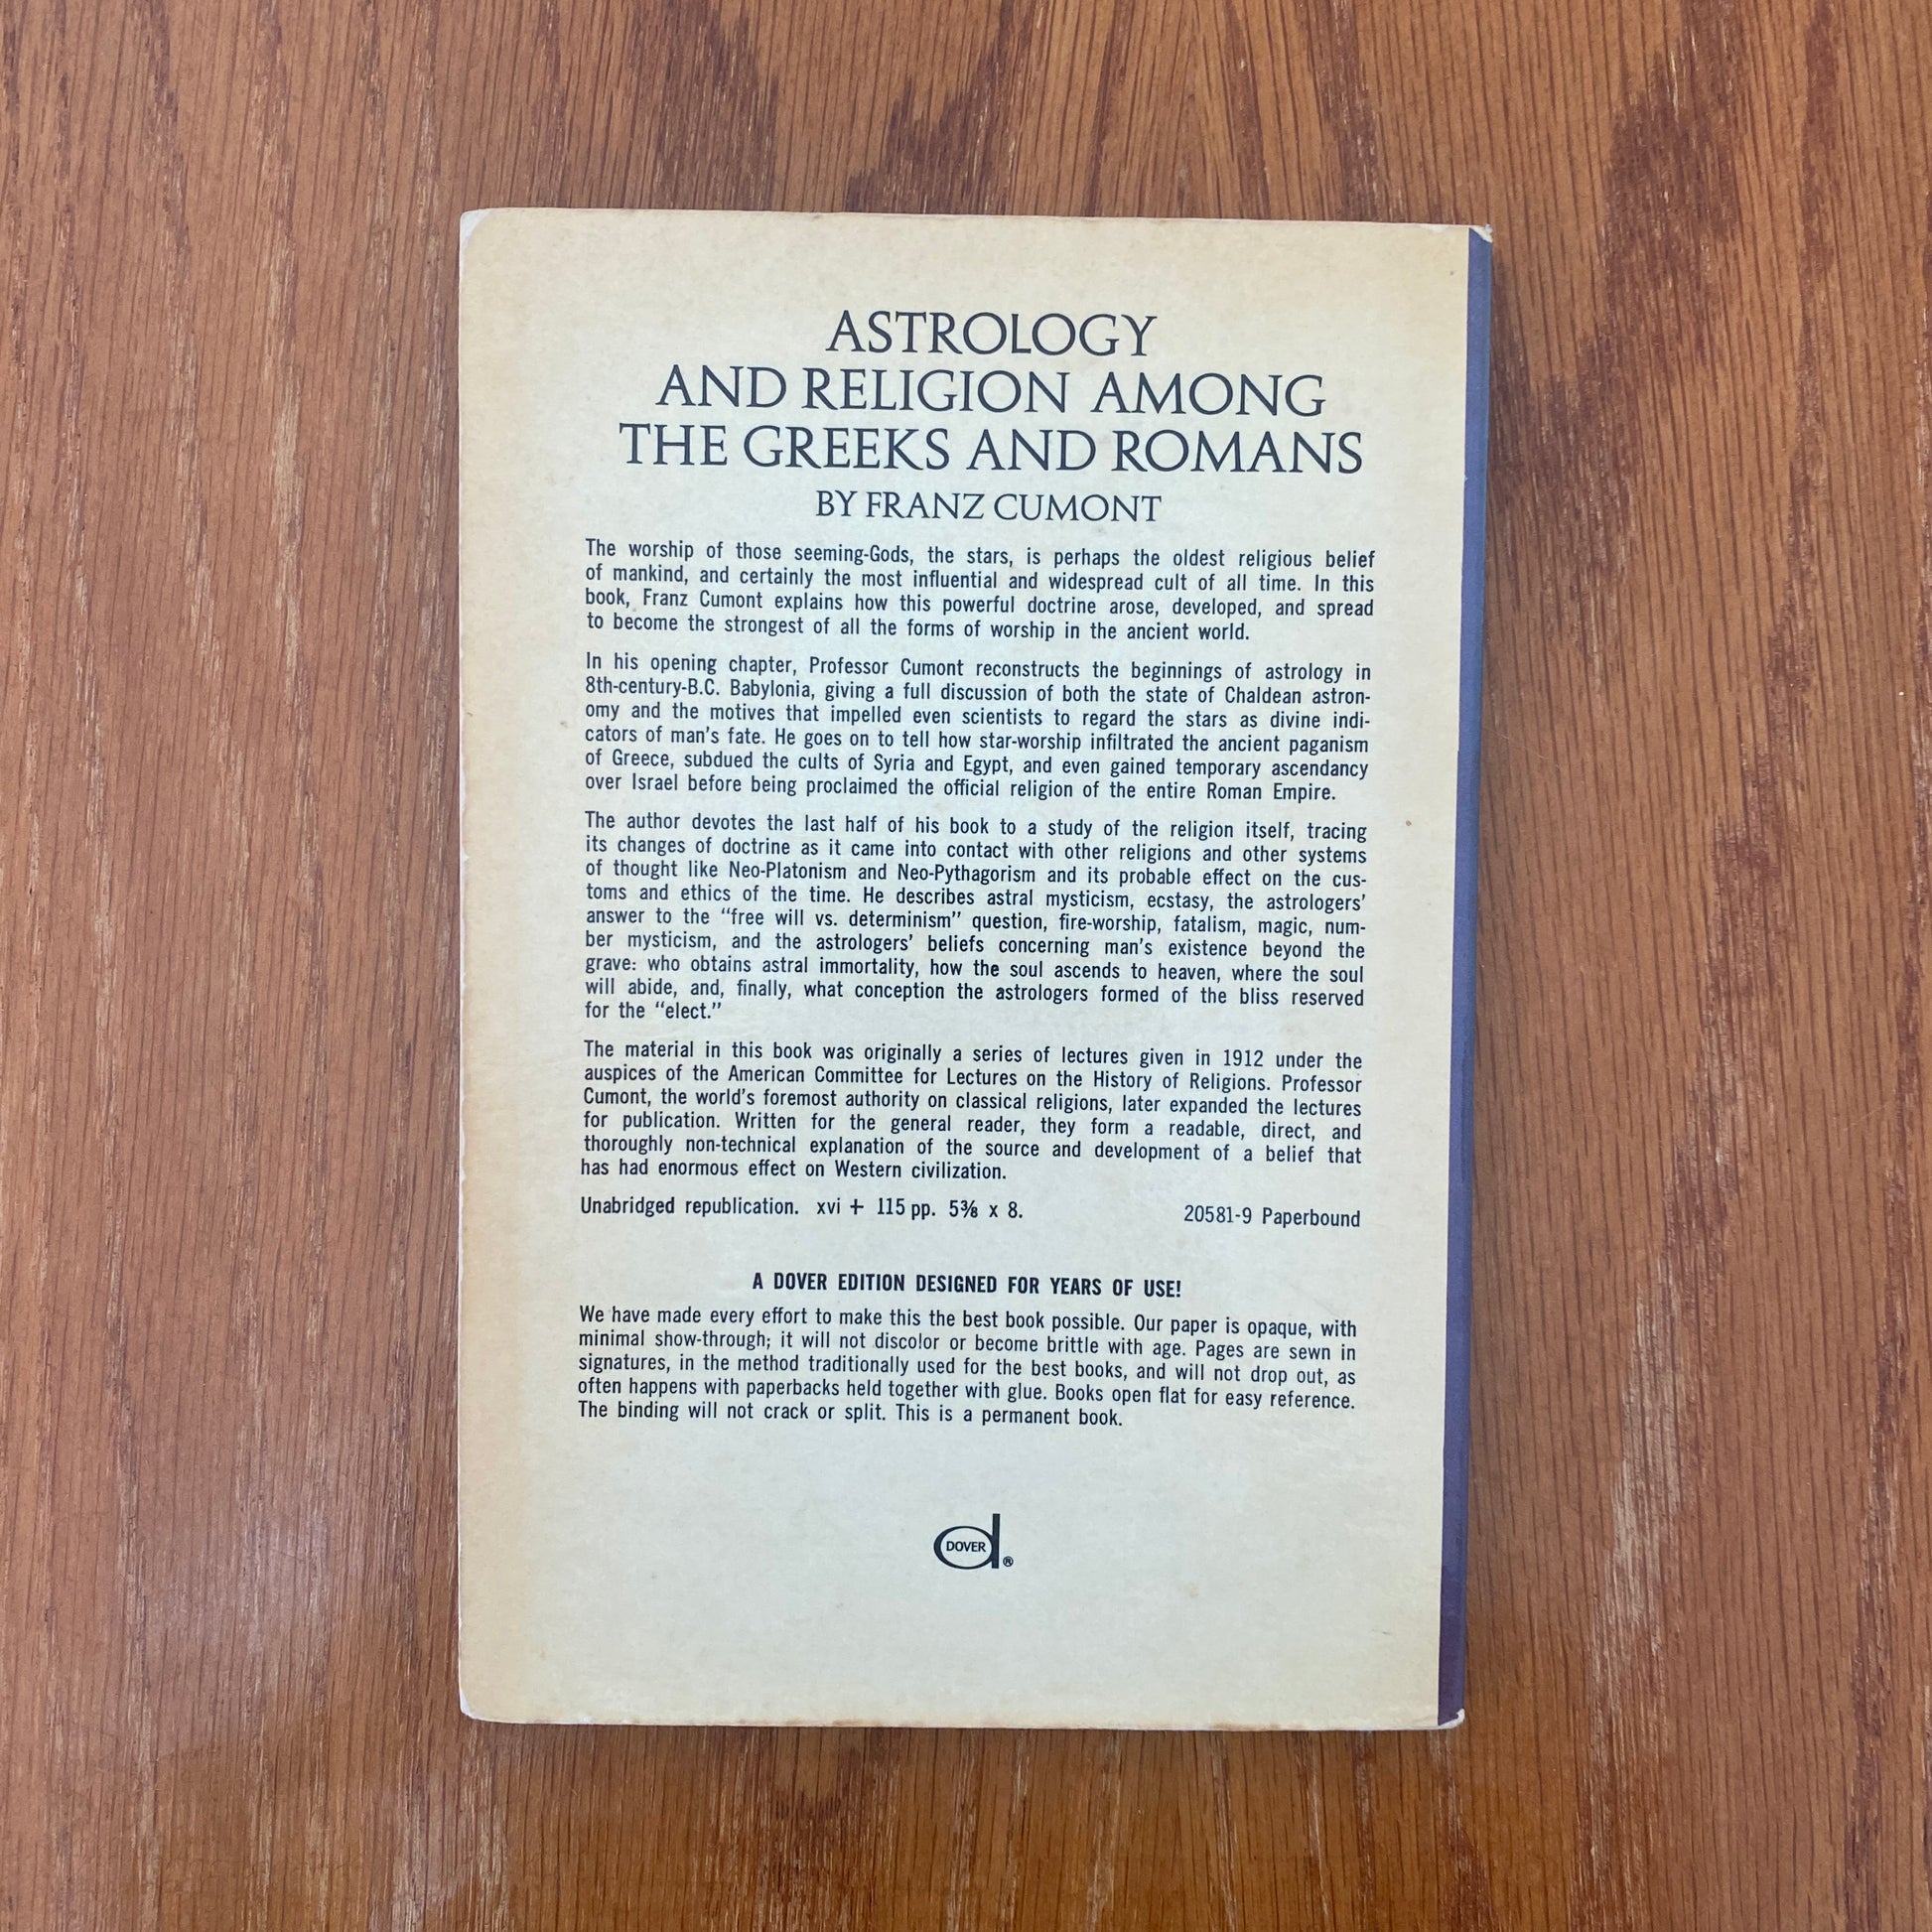 ASTROLOGY
AND RELIGION AMONG
THE GREEKS AND ROMANS
BY FRANZ CUMONT
The worship of those seeming-Gods, the stars, is perhaps the oldest religious belief
of mankind, and certainly the most influential and widespread cult of all time. In this
book, Franz Cumont explains how this powerful doctrine arose, developed, and spread
to become the strongest of all the forms of worship in the ancient world.
In his opening chapter, Professor Cumont reconstructs the beginnings of astrology in
8th-century-B.C. Babylonia, giving a full discussion of both the state of Chaldean astron-
omy and the motives that impelled even scientists to regard the stars as divine indi-
cators of man's fate. He goes on to tell how star-worship infiltrated the ancient paganism
of Greece, subdued the cults of Syria and Egypt, and even gained temporary ascendancy
over Israel before being proclaimed the official religion of the entire Roman Empire.
The author devotes the last half of his book to a study of the religion itself, tracing
its changes of doctrine as it came into contact with other religions and other systems
of thought like Neo-Platonism and Neo-Pythagorism and its probable effect on the cus-
toms and ethics of the time. He describes astral mysticism, ecstasy, the astrologers'
answer to the "free will vs. determinism" question, fire-worship, fatalism, magic, num-
ber mysticism, and the astrologers' beliefs concerning man's existence beyond the
grave: who obtains astral immortality, how the soul ascends to heaven, where the soul
will abide, and, finally, what conception the astrologers formed of the bliss reserved
for the "elect."
The material in this book was originally a series of lectures given in 1912 under the
auspices of the American Committee for Lectures on the History of Religions. Professor
Cumont, the world's foremost authority on classical religions, later expanded the lectures
for publication. Written for the general reader, they form a readable, direct, and
thoroughly non-technical explanation of the source and development of a belief that
has had enormous effect on Western civilization.
Unabridged republication. xvi + 115 pp. 5⅜ x 8. 20581-9 Paperbound
A DOVER EDITION DESIGNED FOR YEARS OF USE!
We have made every effort to make this the best book possible. Our paper is opaque, with
minimal show-through; it will not discolor or become brittle with age. Pages are sewn in
signatures, in the method traditionally used for the best books, and will not drop out, as
often happens with paperbacks held together with glue. Books open flat for easy reference.
The binding will not crack or split. This is a permanent book.
DOVER ®